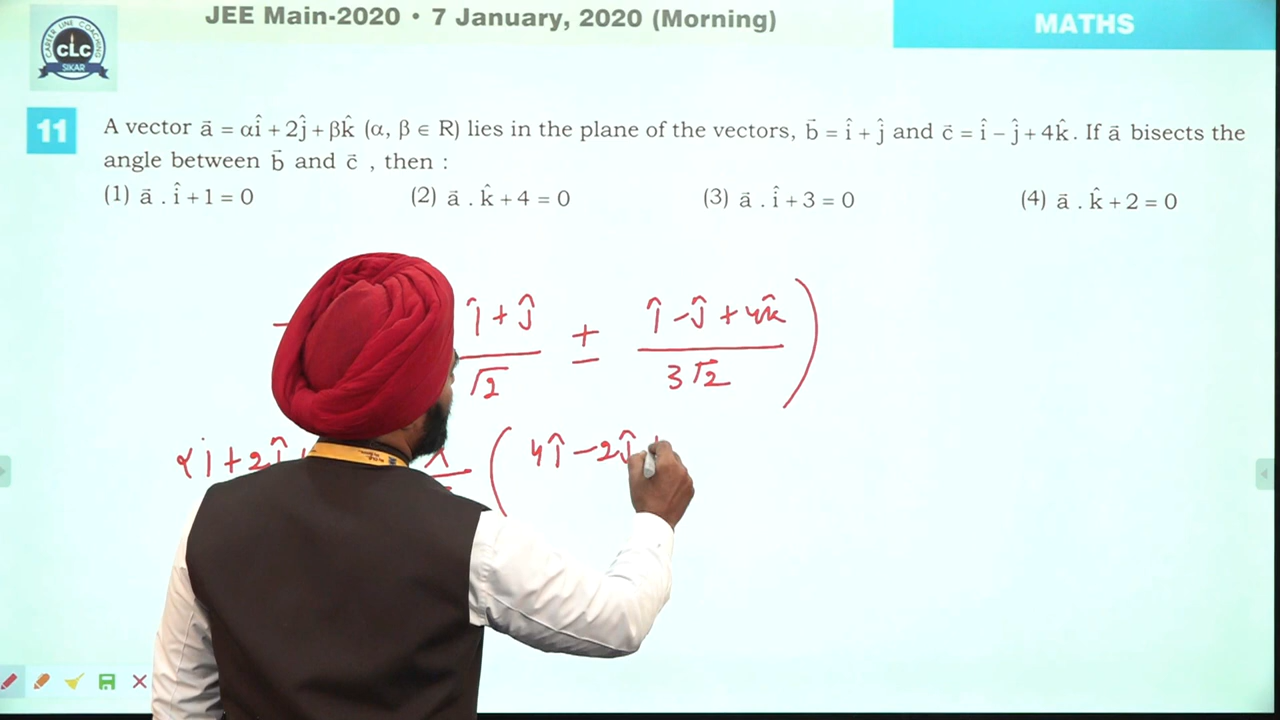 JEE Main-2020 • 7 January, 2020 (Morning)
MATHS
CAREER LINE COACHING
CLC
SIKAR
11
A vector a⃗ = αî + 2ĵ + βk̂ (α, β ∈ R) lies in the plane of the vectors, b⃗ = î + ĵ and c⃗ = î − ĵ + 4k̂. If a⃗ bisects the
angle between b⃗ and c⃗ , then :
(1) a⃗ . î + 1 = 0
(2) a⃗ . k̂ + 4 = 0
(3) a⃗ . î + 3 = 0
(4) a⃗ . k̂ + 2 = 0
î + ĵ / √2 ± î − ĵ + 4k̂ / 3√2 )
αî + 2ĵ λ ( 4î − 2ĵ